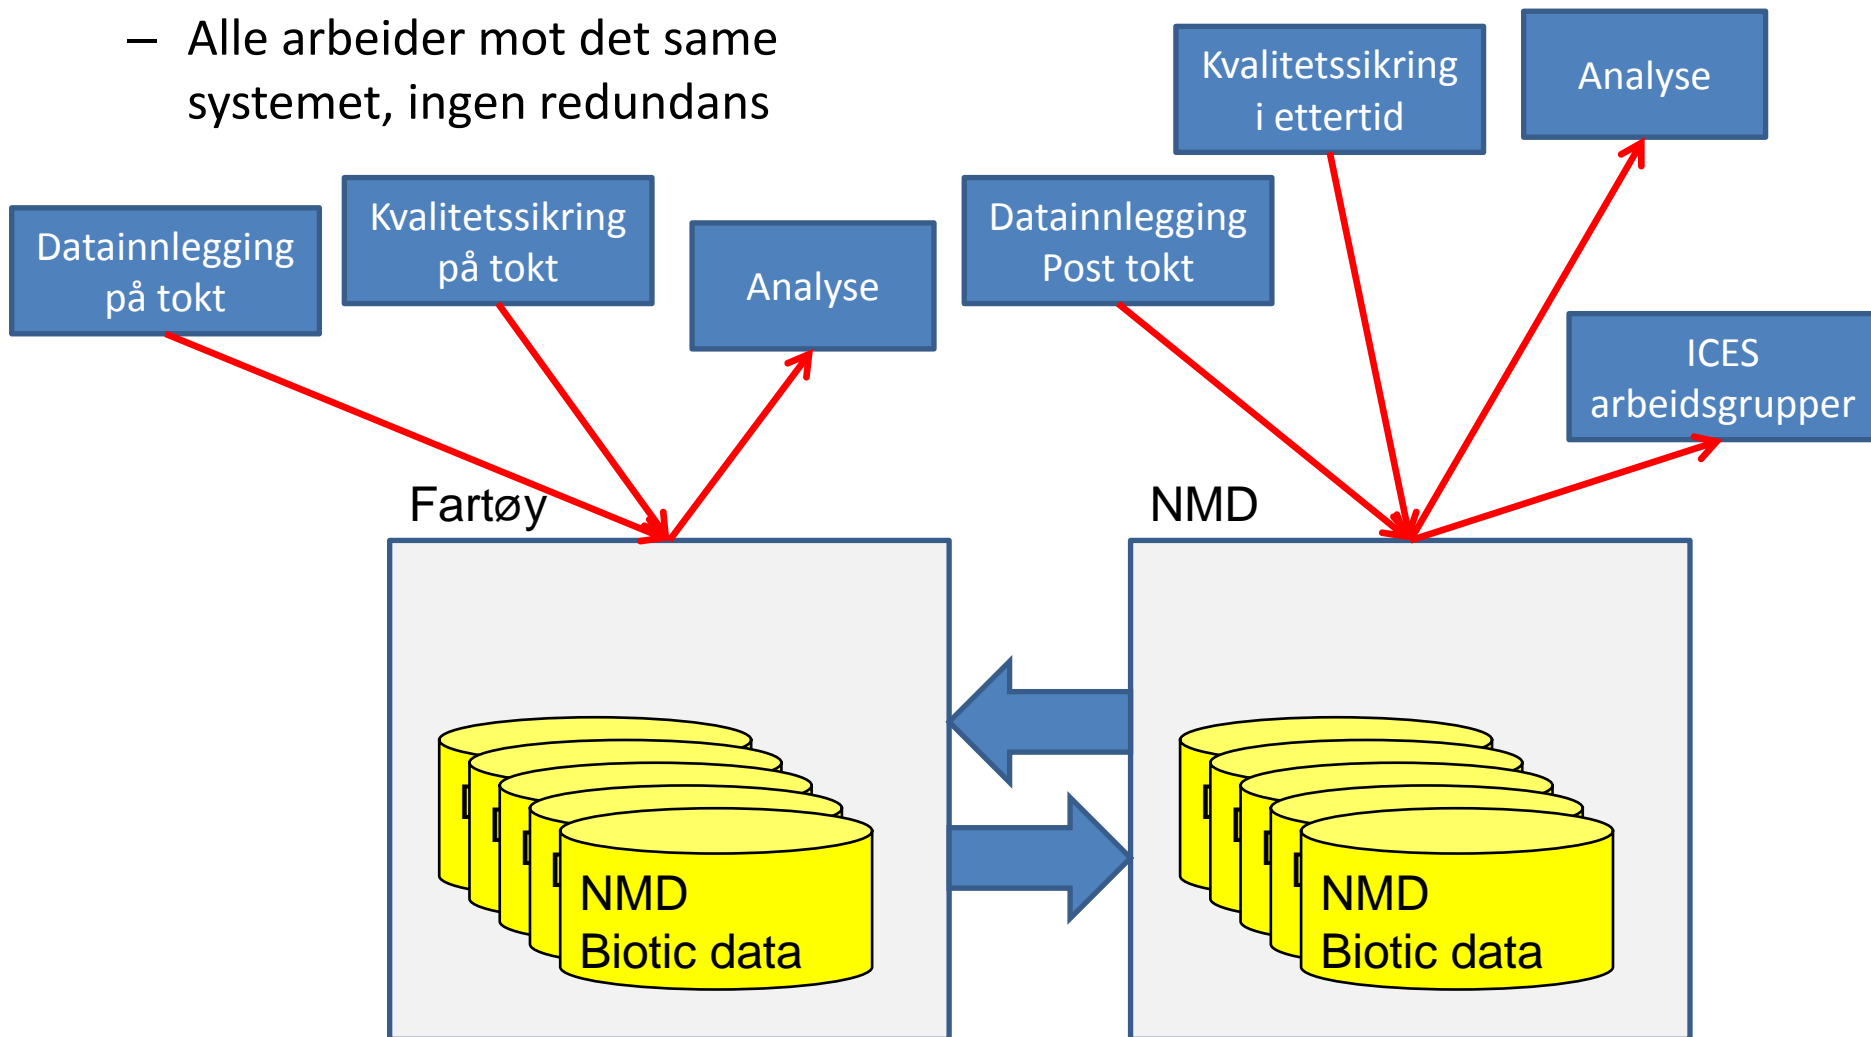 – Alle arbeider mot det same
systemet, ingen redundans
Datainnlegging
på tokt
Kvalitetssikring
på tokt
Analyse
Datainnlegging
Post tokt
Kvalitetssikring
i ettertid
Analyse
ICES
arbeidsgrupper
Fartøy
NMD
NMD
Biotic data
NMD
Biotic data